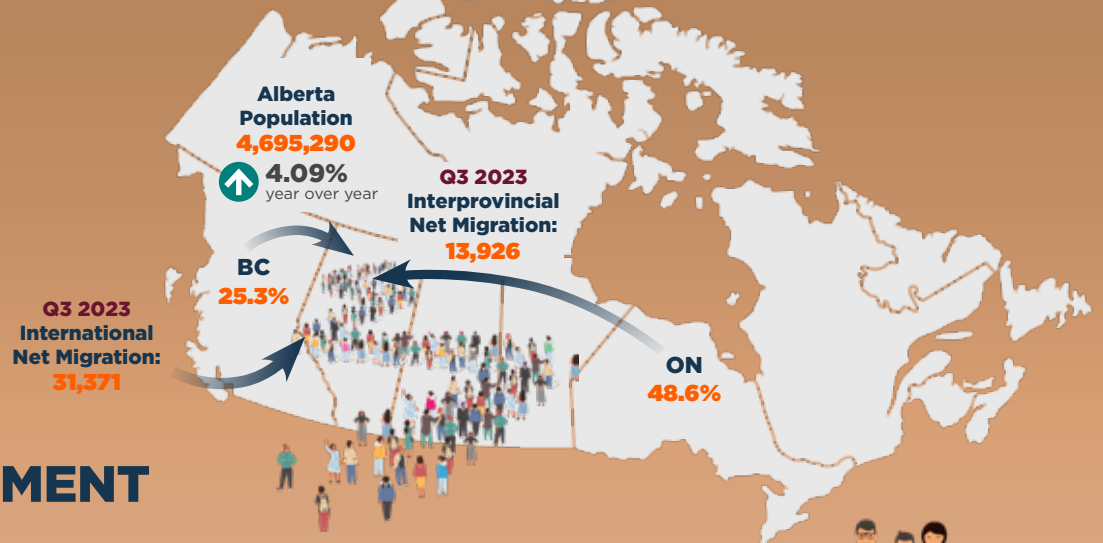 Alberta
Population
4,695,290
4.09%
year over year
Q3 2023
Interprovincial
Net Migration:
13,926
BC
25.3%
Q3 2023
International
Net Migration:
31,371
ON
48.6%
MENT